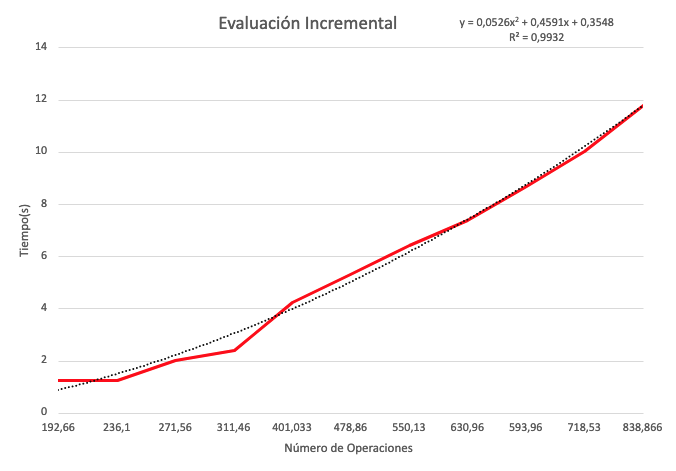 Evaluación Incremental
y = 0,0526x² + 0,4591x + 0,3548
R² = 0,9932
14
12
10
8
6
4
2
0
Tiempo(s)
192,66 236,1 271,56 311,46 401,033 478,86 550,13 630,96 593,96 718,53 838,866
Número de Operaciones